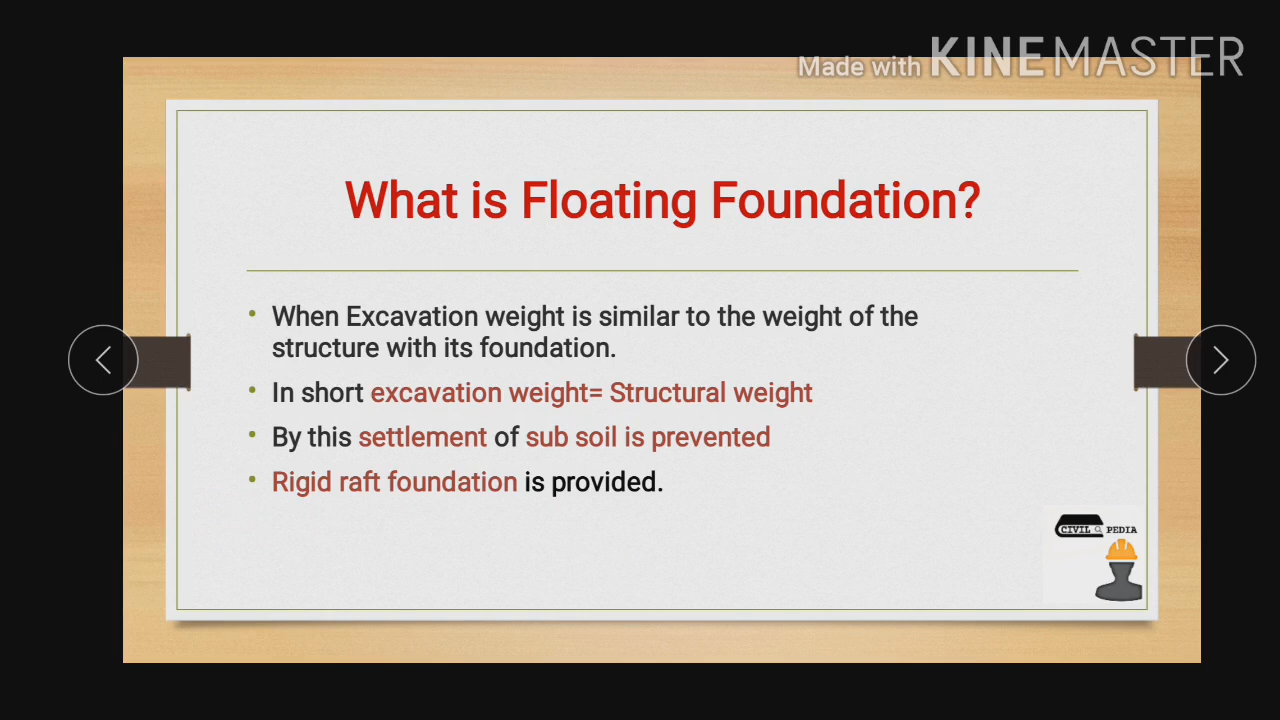 Made with KINEMASTER
What is Floating Foundation?
• When Excavation weight is similar to the weight of the
structure with its foundation.
• In short excavation weight= Structural weight
• By this settlement of sub soil is prevented
• Rigid raft foundation is provided.
CIVIL PEDIA